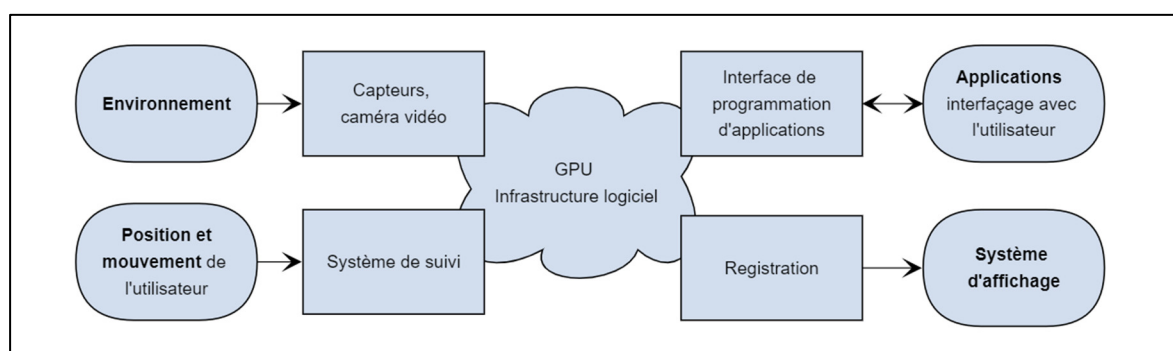 Environnement
Capteurs,
caméra vidéo
Interface de
programmation
d'applications
Applications
interfaçage avec
l'utilisateur
GPU
Infrastructure logiciel
Position et
mouvement de
l'utilisateur
Système de suivi
Registration
Système
d'affichage